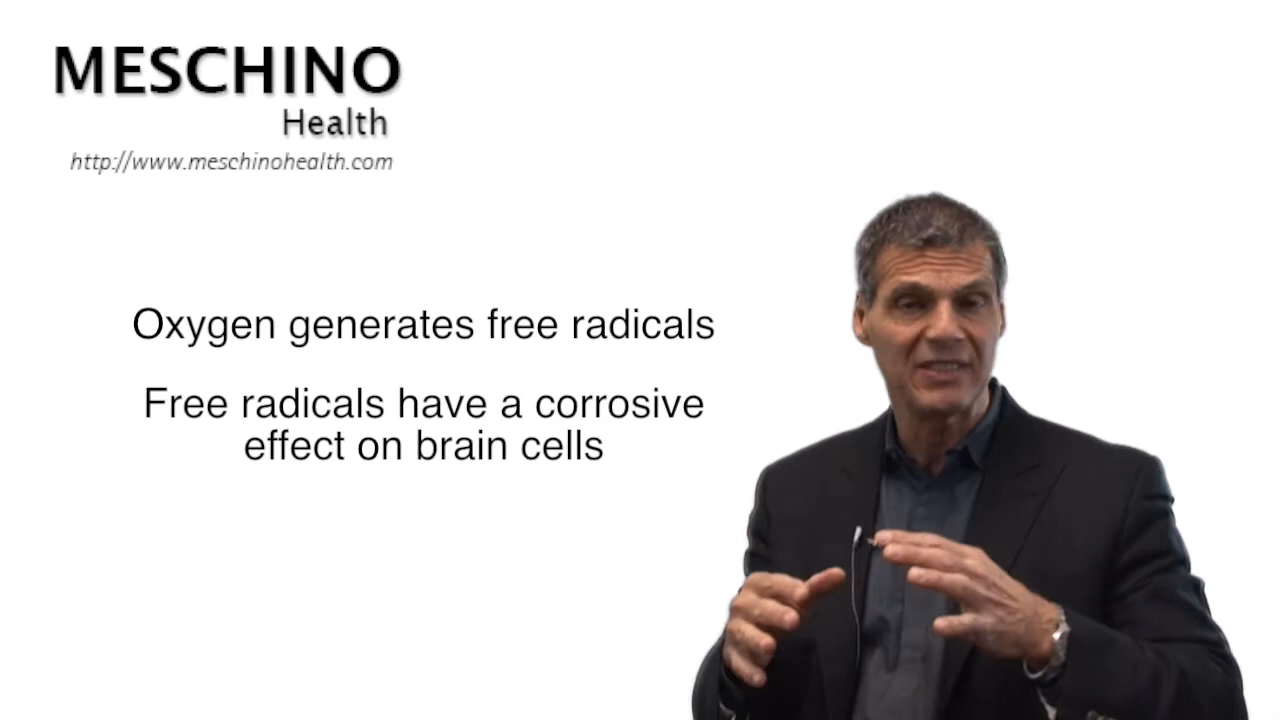 MESCHINO
Health
http://www.meschinohealth.com
Oxygen generates free radicals
Free radicals have a corrosive
effect on brain cells